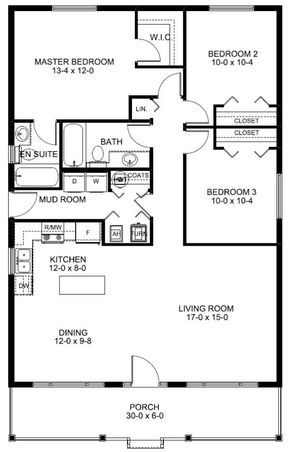 W.I.C
MASTER BEDROOM
13-4 x 12-0
BEDROOM 2
10-0 x 10-4
LIN.
CLOSET
CLOSET
BATH
EN SUITE
D
W
COATS
MUD ROOM
BEDROOM 3
10-0 x 10-4
R/MW
F
AH
FURN
KITCHEN
12-0 x 8-0
DW
LIVING ROOM
17-0 x 15-0
DINING
12-0 x 9-8
PORCH
30-0 x 6-0